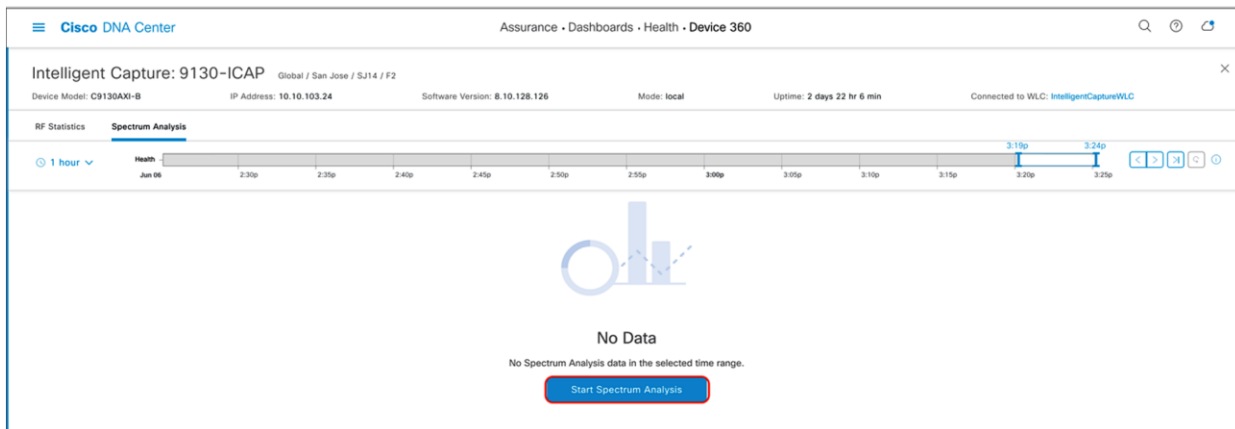 Cisco DNA Center
Assurance • Dashboards • Health • Device 360
Intelligent Capture: 9130-ICAP Global / San Jose / SJ14 / F2
Device Model: C9130AXI-B IP Address: 10.10.103.24 Software Version: 8.10.128.126 Mode: local Uptime: 2 days 22 hr 6 min Connected to WLC: IntelligentCaptureWLC
RF Statistics Spectrum Analysis
3:19p 3:24p
1 hour Health
Jun 06 2:30p 2:35p 2:40p 2:45p 2:50p 2:55p 3:00p 3:05p 3:10p 3:15p 3:20p 3:25p
No Data
No Spectrum Analysis data in the selected time range.
Start Spectrum Analysis